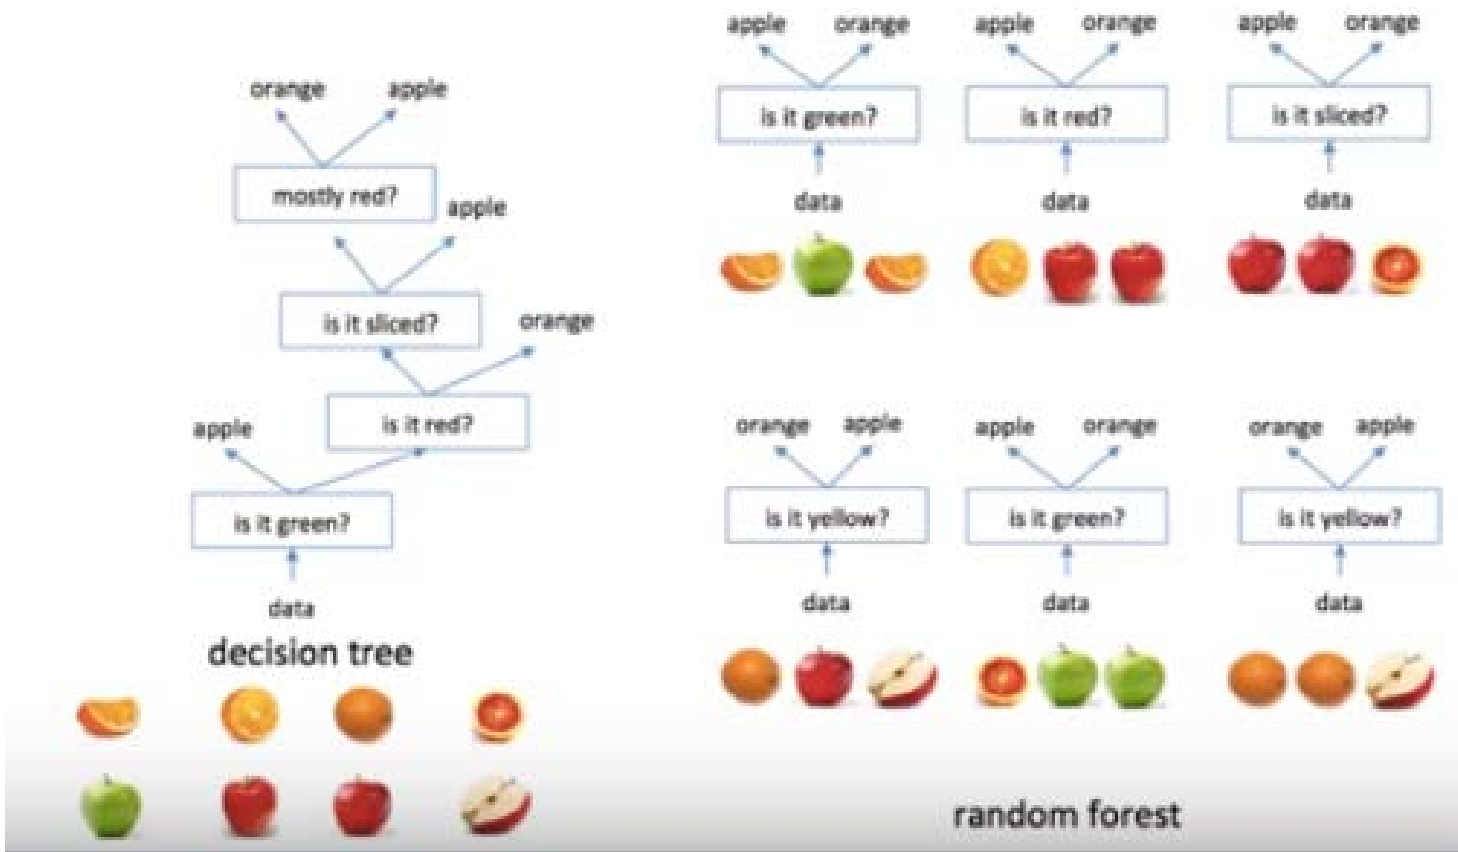 orange apple
mostly red?
apple
is it sliced?
orange
is it red?
apple
is it green?
data
decision tree
apple orange
is it green?
data
apple orange
is it red?
data
apple orange
is it sliced?
data
orange apple
is it yellow?
data
apple orange
is it green?
data
orange apple
is it yellow?
data
random forest